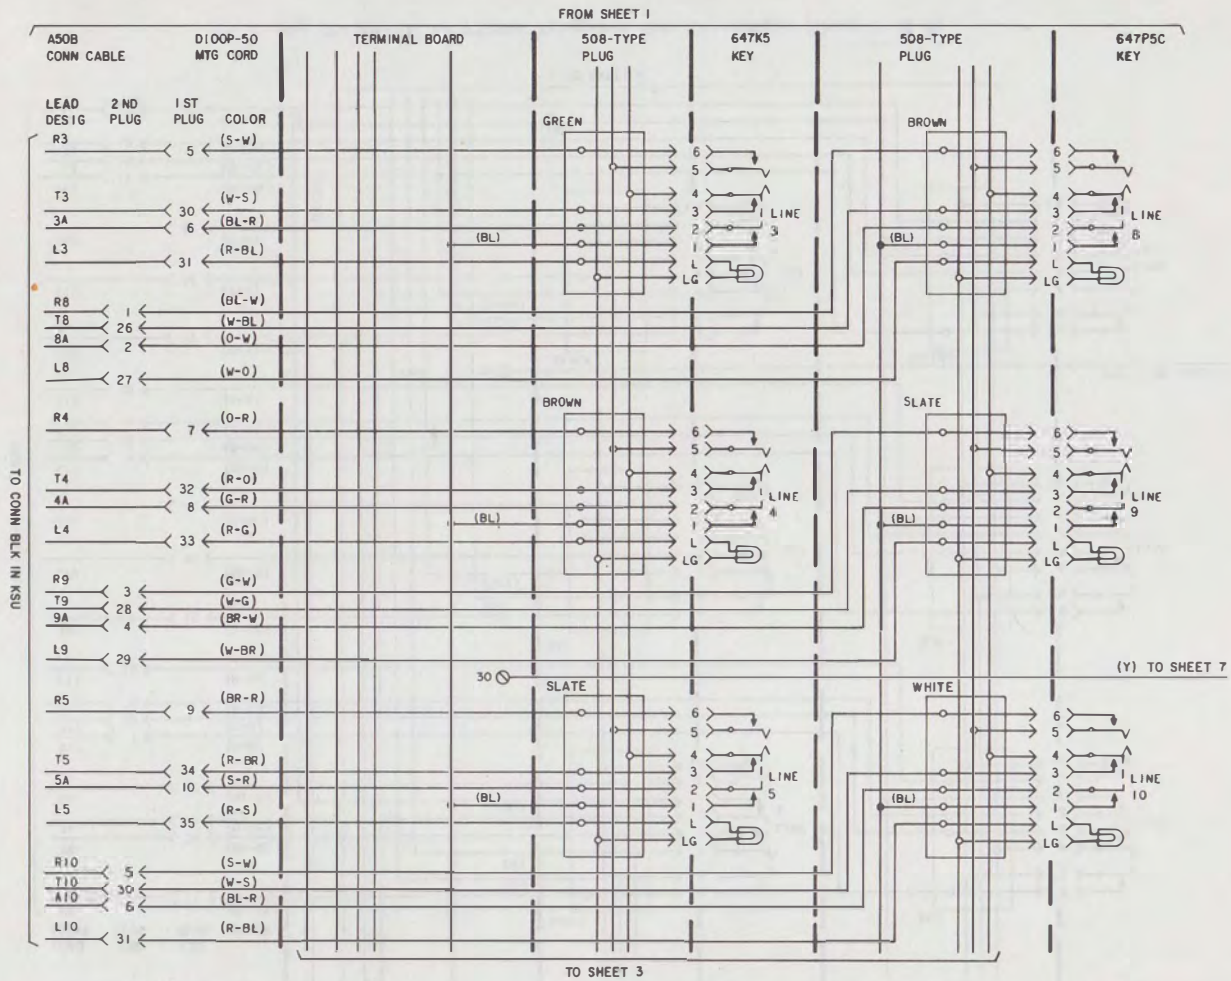 FROM SHEET 1
A50B
CONN CABLE
D100P-50
MTG CORD
TERMINAL BOARD
508-TYPE
PLUG
647K5
KEY
508-TYPE
PLUG
647P5C
KEY
LEAD
DESIG
2 ND
PLUG
1 ST
PLUG
COLOR
GREEN
BROWN
R3 5 (S-W)
T3 30 (W-S)
3A 6 (BL-R)
L3 31 (R-BL)
(BL)
6
5
4
3
2
1
L
LG
LINE
3
(BL)
6
5
4
3
2
1
L
LG
LINE
8
R8 1 (BL-W)
T8 26 (W-BL)
8A 2 (O-W)
L8 27 (W-O)
BROWN
SLATE
R4 7 (O-R)
T4 32 (R-O)
4A 8 (G-R)
L4 33 (R-G)
(BL)
6
5
4
3
2
1
L
LG
LINE
4
(BL)
6
5
4
3
2
1
L
LG
LINE
9
R9 3 (G-W)
T9 28 (W-G)
9A 4 (BR-W)
L9 29 (W-BR)
30
(Y) TO SHEET 7
SLATE
WHITE
R5 9 (BR-R)
T5 34 (R-BR)
5A 10 (S-R)
L5 35 (R-S)
(BL)
6
5
4
3
2
1
L
LG
LINE
5
(BL)
6
5
4
3
2
1
L
LG
LINE
10
R10 5 (S-W)
T10 30 (W-S)
A10 6 (BL-R)
L10 31 (R-BL)
TO CONN BLK IN KSU
TO SHEET 3